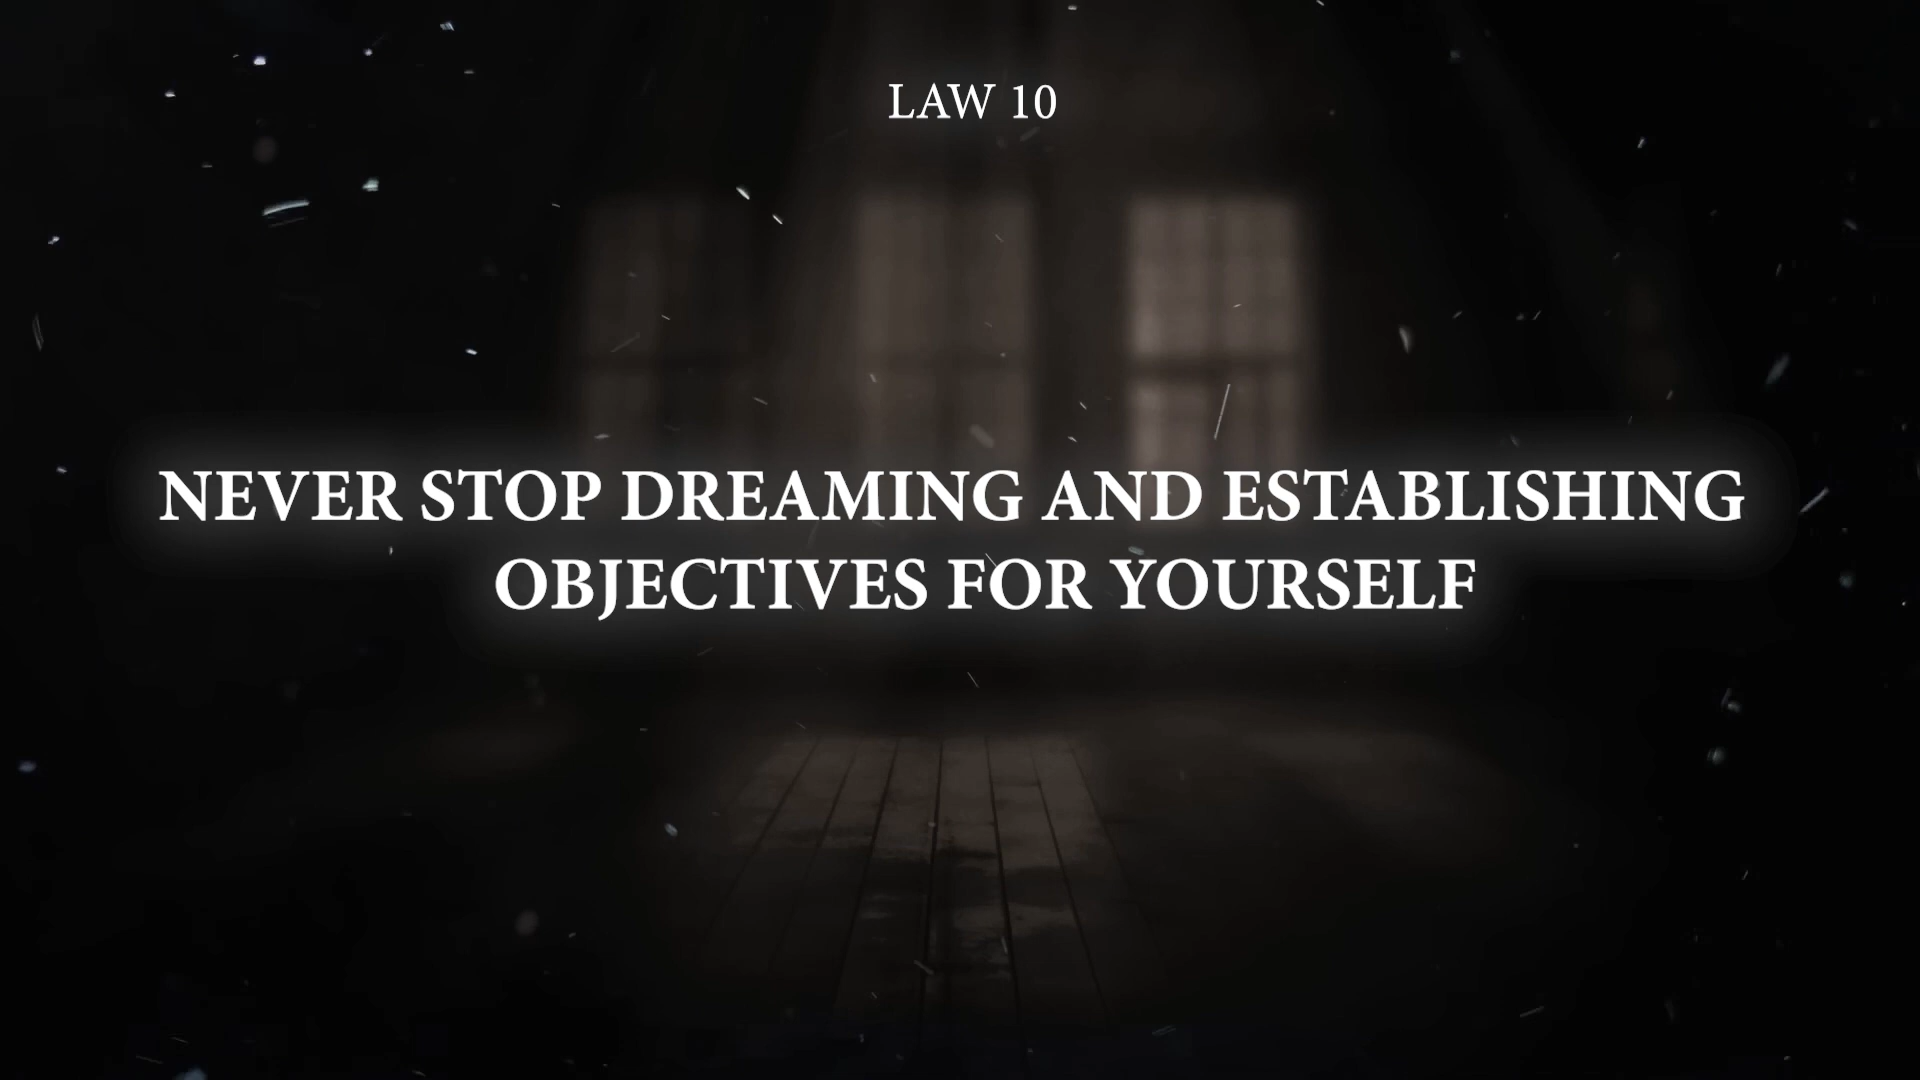 LAW 10
NEVER STOP DREAMING AND ESTABLISHING
OBJECTIVES FOR YOURSELF